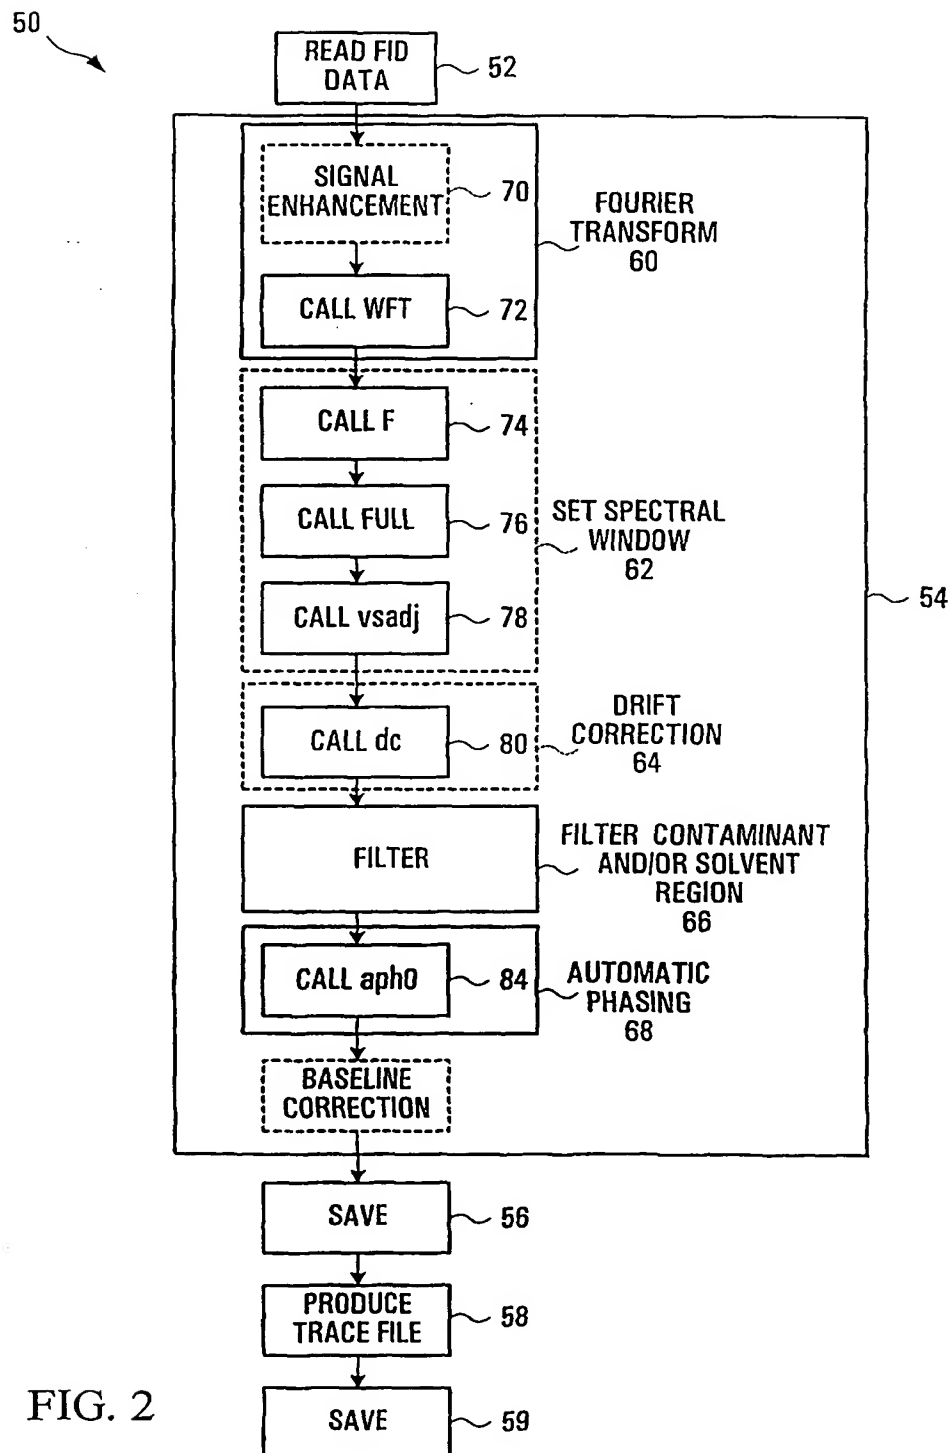 50
READ FID
DATA
52
SIGNAL
ENHANCEMENT
70
FOURIER
TRANSFORM
60
CALL WFT
72
CALL F
74
CALL FULL
76
SET SPECTRAL
WINDOW
62
CALL vsadj
78
54
CALL dc
80
DRIFT
CORRECTION
64
FILTER
FILTER CONTAMINANT
AND/OR SOLVENT
REGION
66
CALL aph0
84
AUTOMATIC
PHASING
68
BASELINE
CORRECTION
SAVE
56
PRODUCE
TRACE FILE
58
SAVE
59
FIG. 2